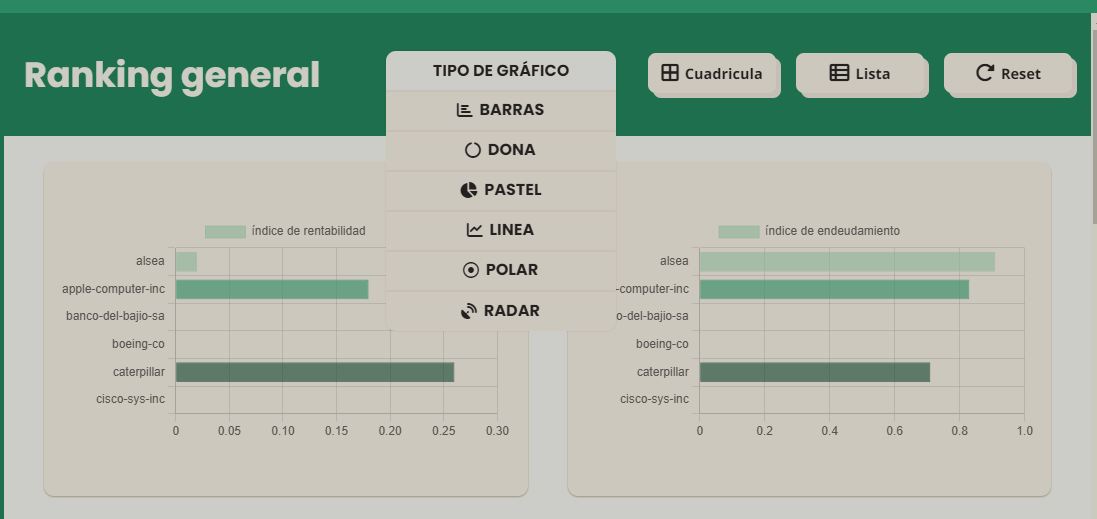 Ranking general
TIPO DE GRÁFICO
BARRAS
DONA
PASTEL
LINEA
POLAR
RADAR
Cuadricula
Lista
Reset
índice de rentabilidad
alsea
apple-computer-inc
banco-del-bajio-sa
boeing-co
caterpillar
cisco-sys-inc
0 0.05 0.10 0.15 0.20 0.25 0.30
índice de endeudamiento
alsea
-computer-inc
o-del-bajio-sa
boeing-co
caterpillar
cisco-sys-inc
0 0.2 0.4 0.6 0.8 1.0